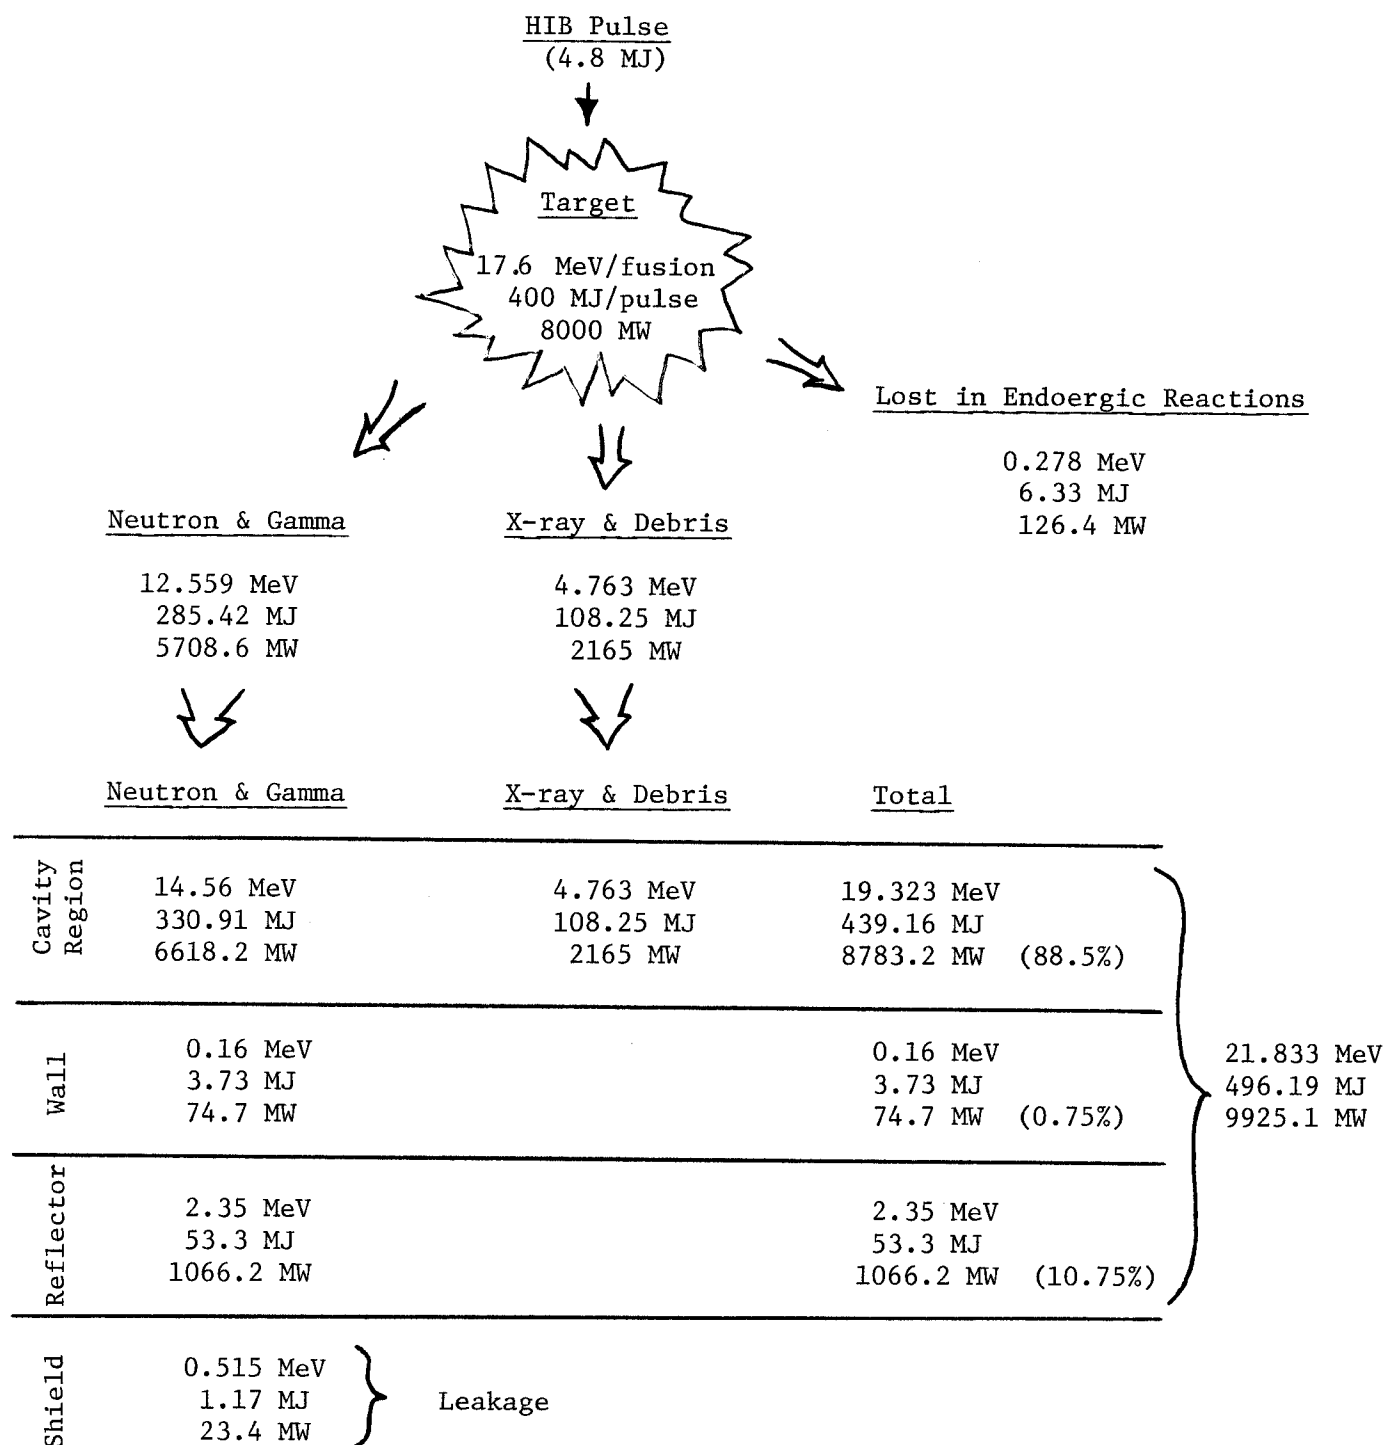 HIB Pulse
(4.8 MJ)
Target
17.6 MeV/fusion
400 MJ/pulse
8000 MW
Lost in Endoergic Reactions
0.278 MeV
6.33 MJ
126.4 MW
Neutron & Gamma
12.559 MeV
285.42 MJ
5708.6 MW
X-ray & Debris
4.763 MeV
108.25 MJ
2165 MW
Neutron & Gamma X-ray & Debris Total
Cavity
Region
14.56 MeV 4.763 MeV 19.323 MeV
330.91 MJ 108.25 MJ 439.16 MJ
6618.2 MW 2165 MW 8783.2 MW (88.5%)
Wall
0.16 MeV 0.16 MeV
3.73 MJ 3.73 MJ
74.7 MW 74.7 MW (0.75%)
21.833 MeV
496.19 MJ
9925.1 MW
Reflector
2.35 MeV 2.35 MeV
53.3 MJ 53.3 MJ
1066.2 MW 1066.2 MW (10.75%)
Shield
0.515 MeV
1.17 MJ
23.4 MW
Leakage